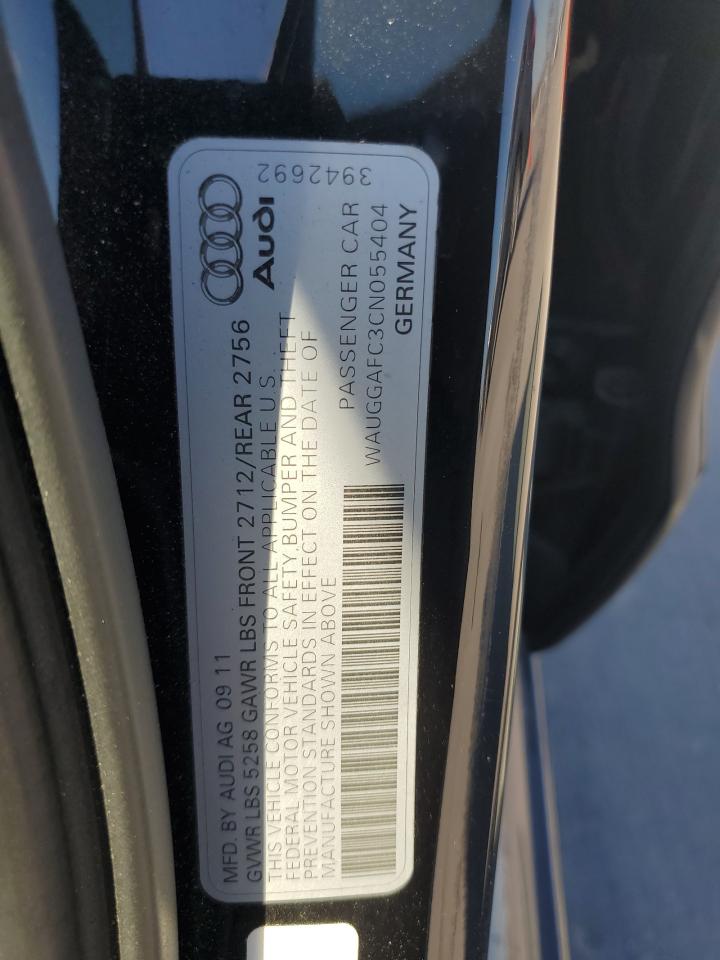 MFD. BY AUDI AG 09 11
GVWR LBS 5258 GAWR LBS FRONT 2712/REAR 2756
THIS VEHICLE CONFORMS TO ALL APPLICABLE U S
FEDERAL MOTOR VEHICLE SAFETY,BUMPER AND THEFT
PREVENTION STANDARDS IN EFFECT ON THE DATE OF
MANUFACTURE SHOWN ABOVE
Audi
3942692
PASSENGER CAR
WAUGGAFC3CN055404
GERMANY